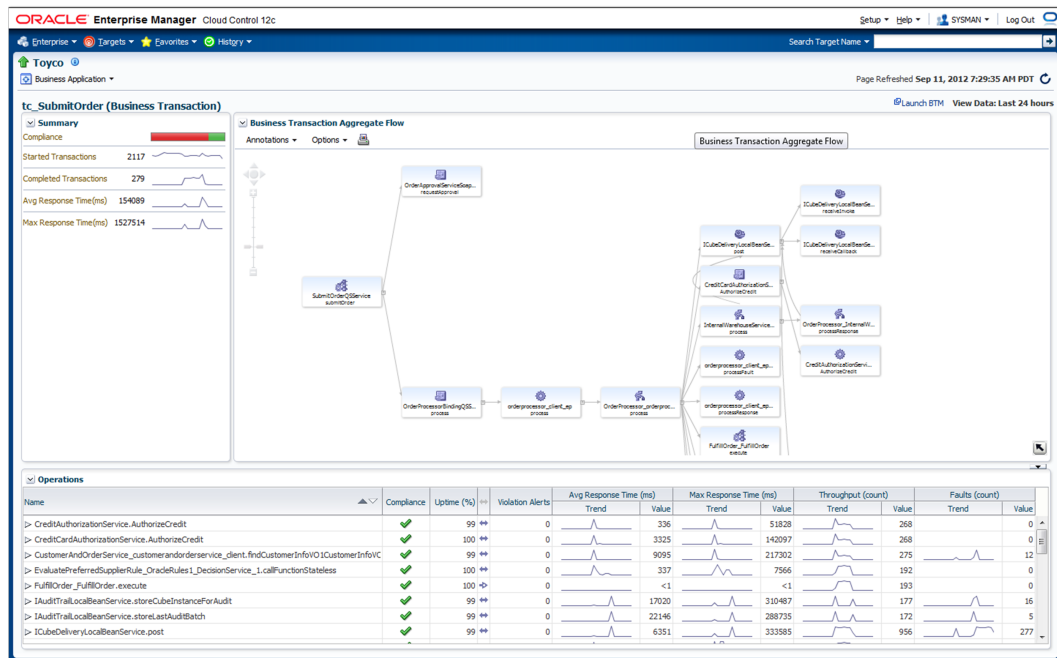 ORACLE Enterprise Manager Cloud Control 12c
Setup Help SYSMAN Log Out
Enterprise Targets Favorites History Search Target Name
Toyco
Business Application Page Refreshed Sep 11, 2012 7:29:35 AM PDT
tc_SubmitOrder (Business Transaction) Launch BTM View Data: Last 24 hours
Summary
Compliance
Started Transactions 2117
Completed Transactions 279
Avg Response Time(ms) 154089
Max Response Time(ms) 1527514
Business Transaction Aggregate Flow
Annotations Options Business Transaction Aggregate Flow
OrderApprovalServiceSoap...
requestApproval
SubmitOrderQSService
submitOrder
OrderProcessorBindingQSS...
process
orderprocessor_client_ep
process
OrderProcessor_orderproc...
process
ICubeDeliveryLocalBeanSe...
post
CreditCardAuthorizationS...
AuthorizeCredit
InternalWarehouseService...
process
orderprocessor_client_ep...
processFault
orderprocessor_client_ep...
processResponse
FulfillOrder_FulfillOrder
execute
ICubeDeliveryLocalBeanSe...
receiveInvoke
ICubeDeliveryLocalBeanSe...
receiveCallback
OrderProcessor_InternalW...
processResponse
CreditAuthorizationServi...
AuthorizeCredit
Operations
Name Compliance Uptime (%) Violation Alerts Avg Response Time (ms) Max Response Time (ms) Throughput (count) Faults (count)
Trend Value Trend Value Trend Value Trend Value
CreditAuthorizationService.AuthorizeCredit 99 0 336 51828 268 0
CreditCardAuthorizationService.AuthorizeCredit 100 0 3325 142097 268 0
CustomerAndOrderService_customerandorderservice_client.findCustomerInfoVO1CustomerInfoVC 99 0 9095 217302 275 12
EvaluatePreferredSupplierRule_OracleRules1_DecisionService_1.callFunctionStateless 100 0 337 7566 192 0
FulfillOrder_FulfillOrder.execute 100 0 <1 <1 193 0
IAuditTrailLocalBeanService.storeCubeInstanceForAudit 99 0 17020 310487 177 16
IAuditTrailLocalBeanService.storeLastAuditBatch 99 0 22146 288735 172 5
ICubeDeliveryLocalBeanService.post 99 0 6351 333585 956 277